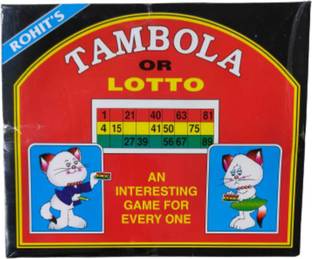 ROHIT'S
TAMBOLA
OR
LOTTO
1 21 40 63 81
4 15 41 50 75
27 39 56 67 89
AN
INTERESTING
GAME FOR
EVERY ONE